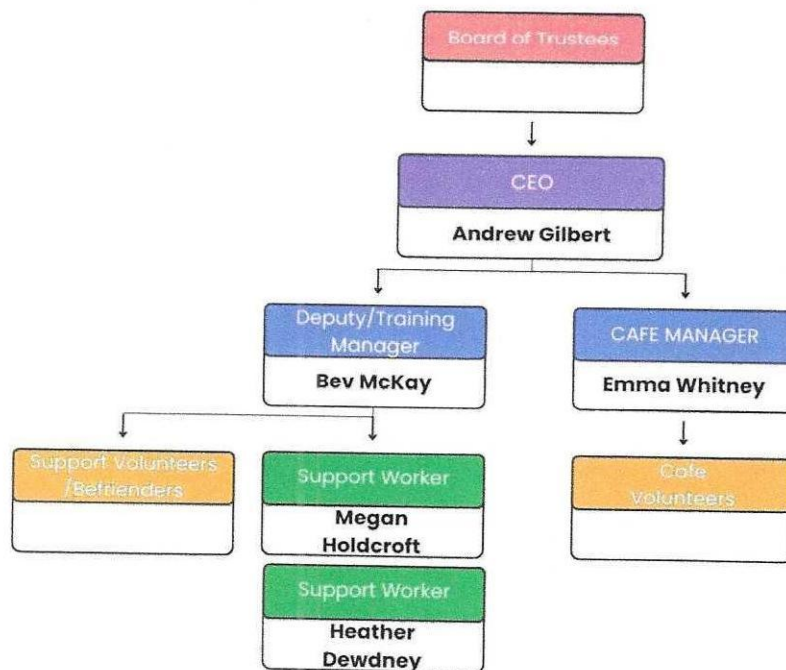 Board of Trustees
CEO
Andrew Gilbert
Deputy/Training
Manager
Bev McKay
CAFE MANAGER
Emma Whitney
Support Volunteers
/Befrienders
Support Worker
Megan
Holdcroft
Support Worker
Heather
Dewdney
Cafe
Volunteers